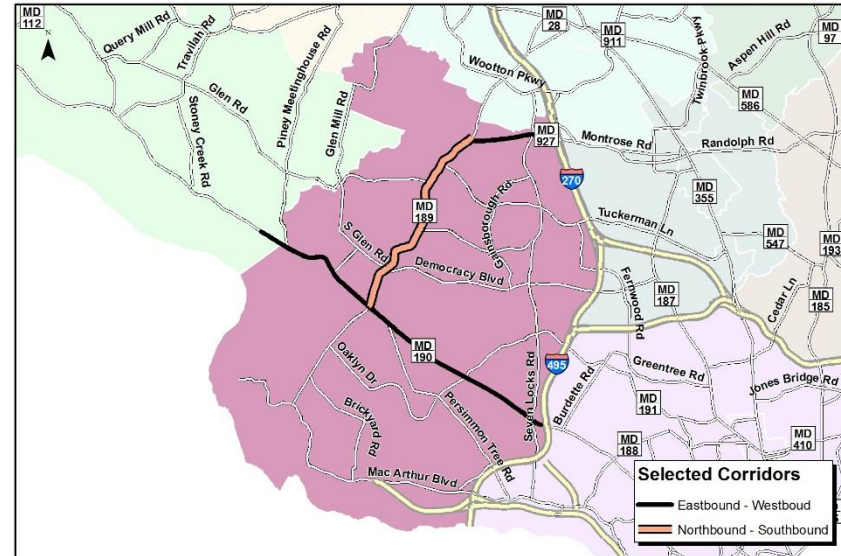 MD
112
Query Mill Rd
N
Travilah Rd
Glen Rd
Stoney Creek Rd
Piney Meetinghouse Rd
Glen Mill Rd
MD
28
MD
911
Wootton Pkwy
Twinbrook Pkwy
Aspen Hill Rd
MD
97
MD
586
MD
927
Montrose Rd
Randolph Rd
270
MD
355
MD
189
Gainsborough Rd
Tuckerman Ln
MD
547
MD
193
S Glen Rd
Democracy Blvd
Fernwood Rd
MD
187
Cedar Ln
MD
185
MD
190
495
Oaklyn Dr
Seven Locks Rd
Burdette Rd
Greentree Rd
MD
191
Jones Bridge Rd
Brickyard Rd
Persimmon Tree Rd
MD
188
MD
410
Mac Arthur Blvd
Selected Corridors
Eastbound - Westboud
Northbound - Southbound